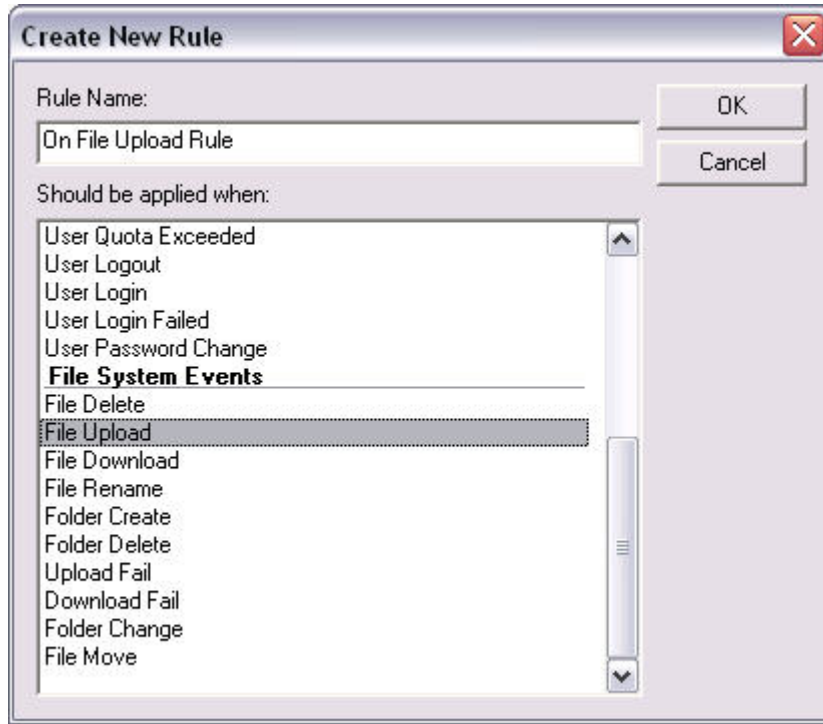 Create New Rule
Rule Name:
OK
On File Upload Rule
Cancel
Should be applied when:
User Quota Exceeded
User Logout
User Login
User Login Failed
User Password Change
File System Events
File Delete
File Upload
File Download
File Rename
Folder Create
Folder Delete
Upload Fail
Download Fail
Folder Change
File Move